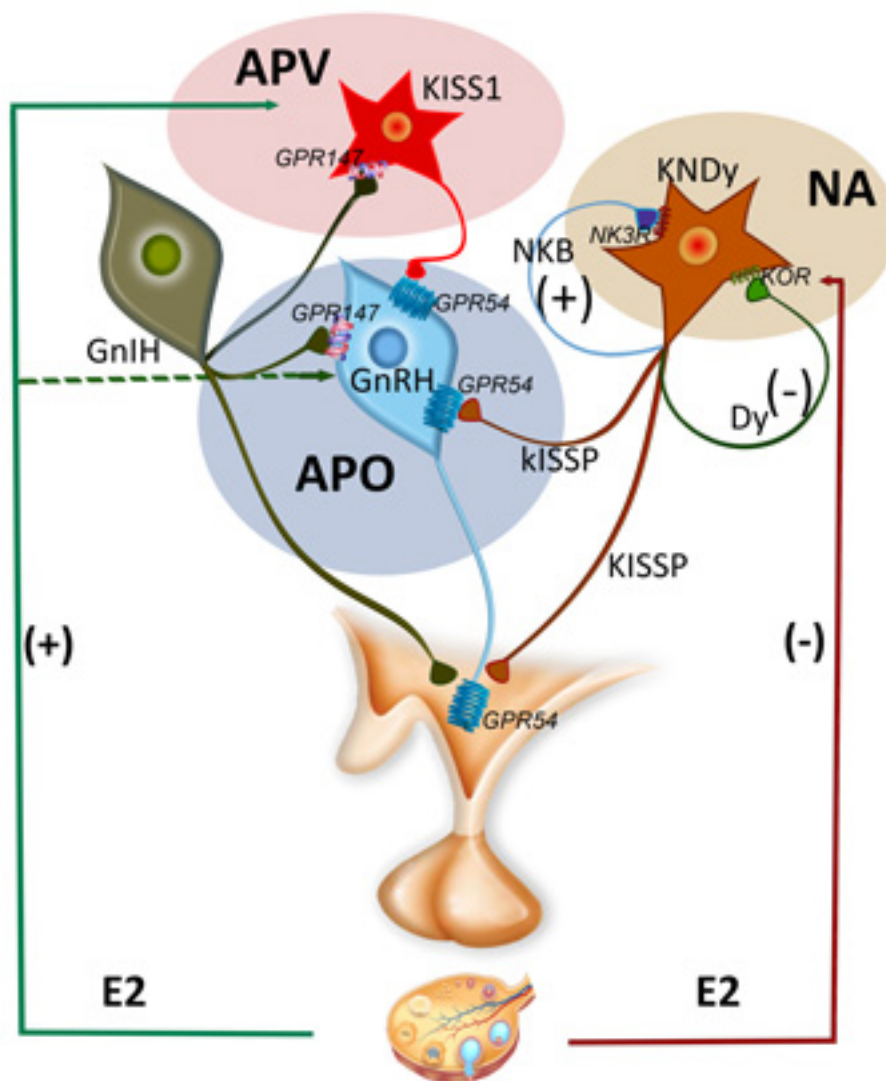 APV
KISS1
GPR147
KNDy
NA
NK3R
NKB
(+)
KOR
GnIH
GPR147
GPR54
GnRH
GPR54
Dy
(-)
kISSP
APO
KISSP
(+)
(-)
GPR54
E2
E2